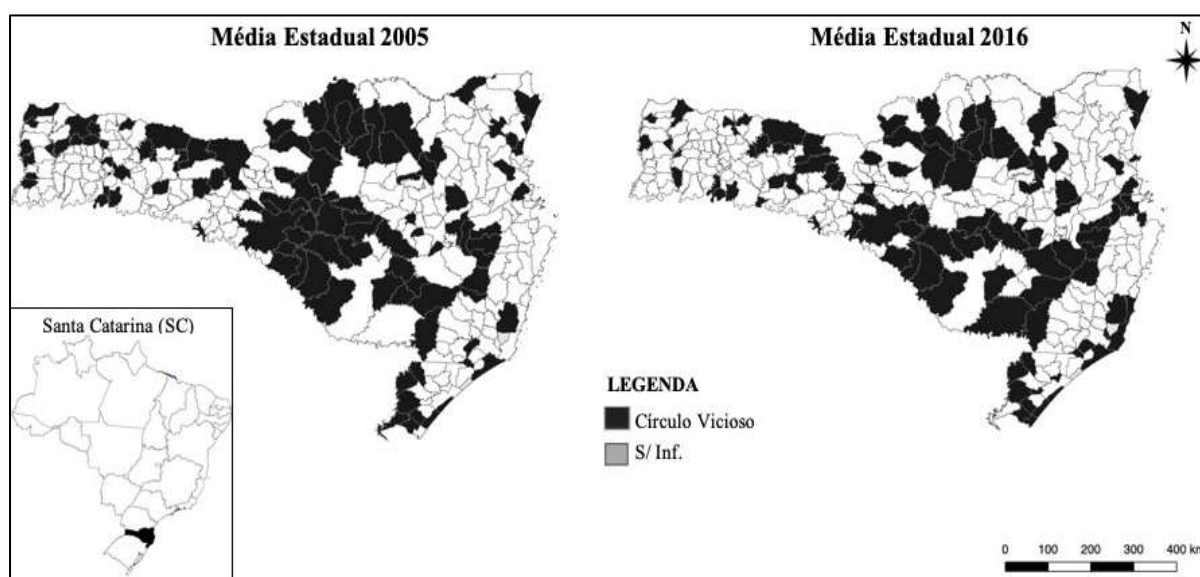 Média Estadual 2005
Média Estadual 2016
N
Santa Catarina (SC)
LEGENDA
Círculo Vicioso
S/ Inf.
0 100 200 300 400 km